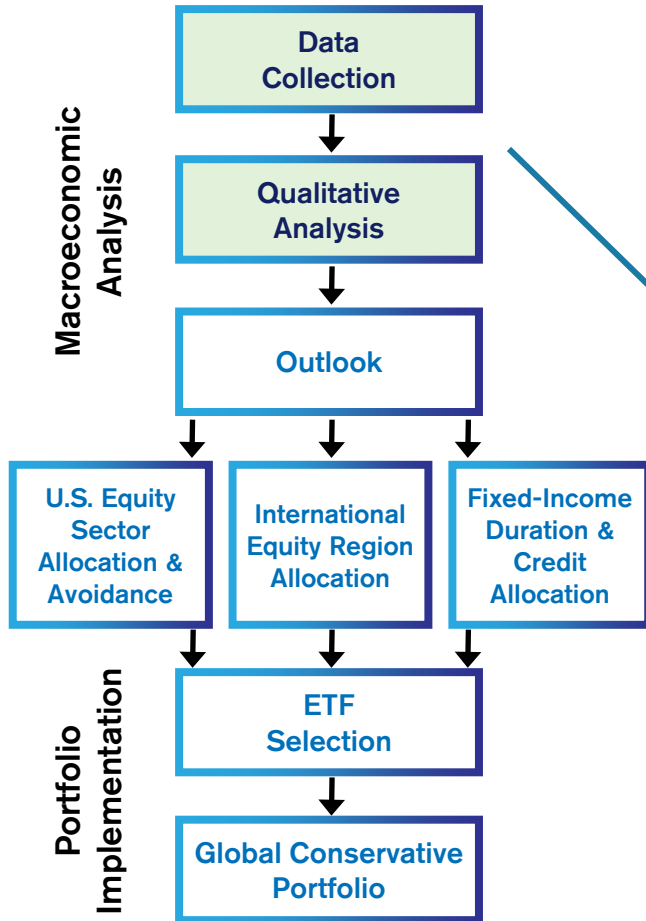 Macroeconomic
Analysis
Data
Collection
Qualitative
Analysis
Outlook
U.S. Equity
Sector
Allocation &
Avoidance
International
Equity Region
Allocation
Fixed-Income
Duration &
Credit
Allocation
Portfolio
Implementation
ETF
Selection
Global Conservative
Portfolio